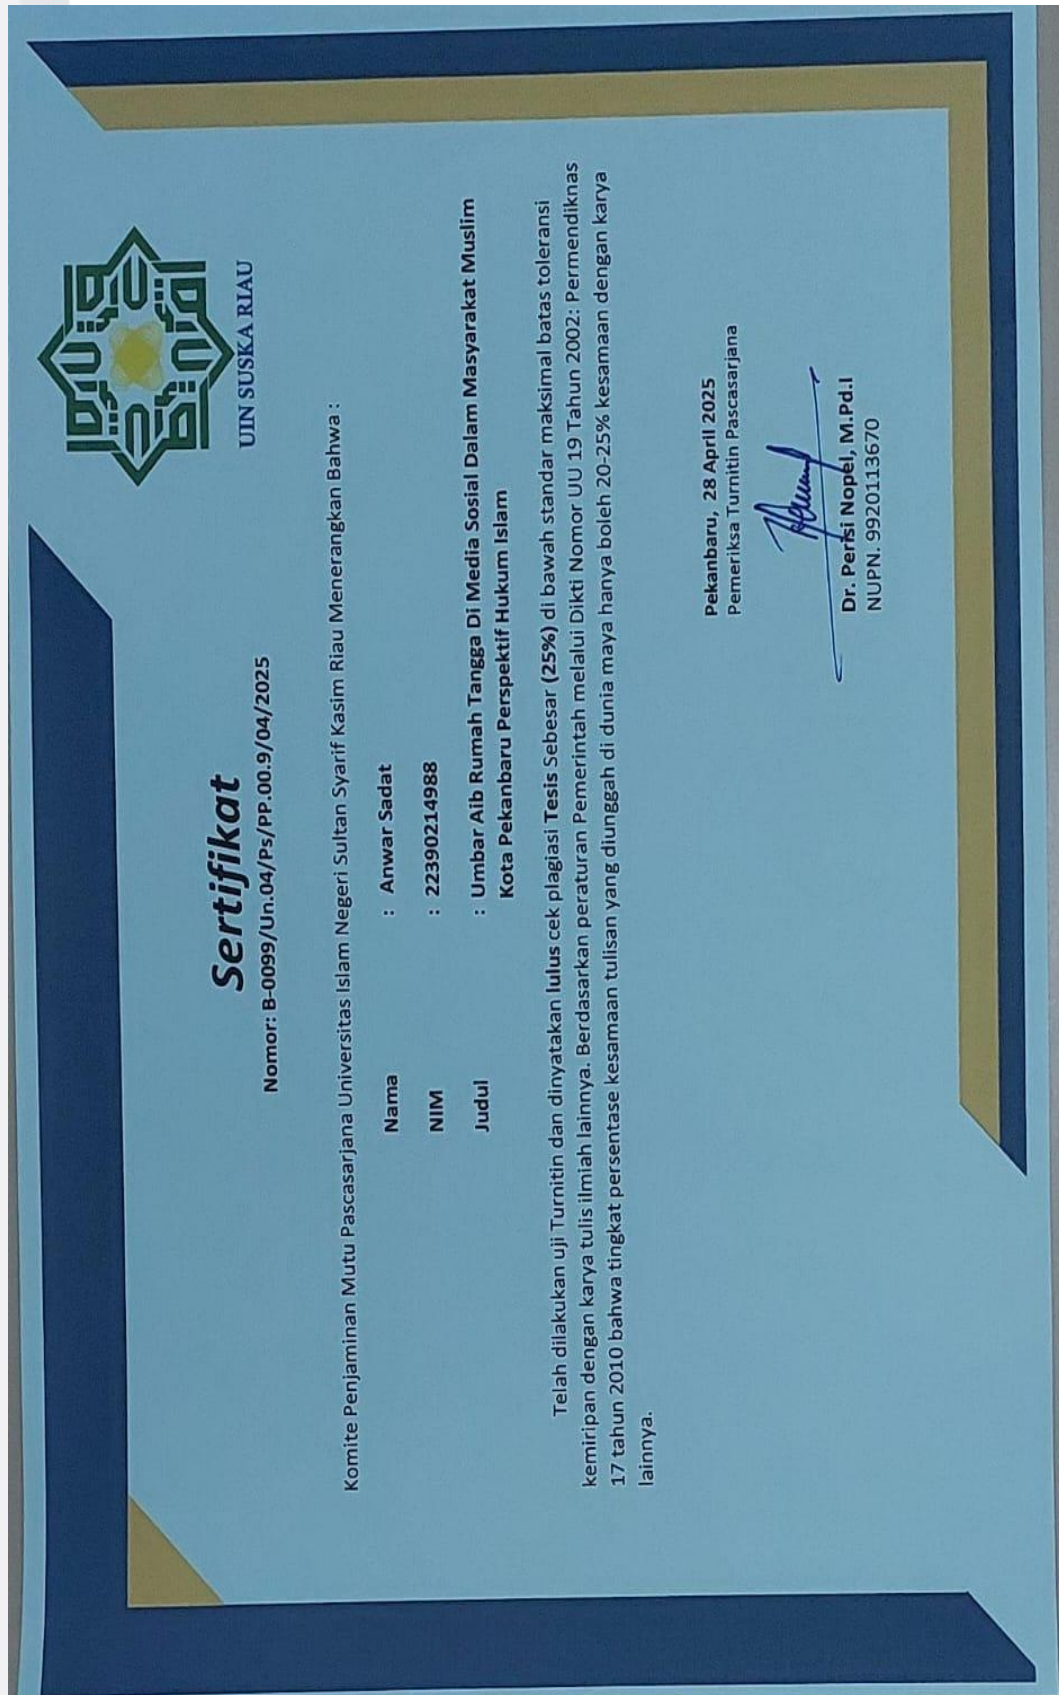 UIN SUSKA RIAU
Sertifikat
Nomor: B-0099/Un.04/Ps/PP.00.9/04/2025
Komite Penjaminan Mutu Pascasarjana Universitas Islam Negeri Sultan Syarif Kasim Riau Menerangkan Bahwa :
Nama : Anwar Sadat
NIM : 22390214988
Judul : Umbar Aib Rumah Tangga Di Media Sosial Dalam Masyarakat Muslim
Kota Pekanbaru Perspektif Hukum Islam
Telah dilakukan uji Turnitin dan dinyatakan lulus cek plagiasi Tesis Sebesar (25%) di bawah standar maksimal batas toleransi
kemiripan dengan karya tulis ilmiah lainnya. Berdasarkan peraturan Pemerintah melalui Dikti Nomor UU 19 Tahun 2002: Permendiknas
17 tahun 2010 bahwa tingkat persentase kesamaan tulisan yang diunggah di dunia maya hanya boleh 20-25% kesamaan dengan karya
lainnya.
Pekanbaru, 28 April 2025
Pemeriksa Turnitin Pascasarjana
Dr. Perisi Nopel, M.Pd.I
NUPN. 9920113670